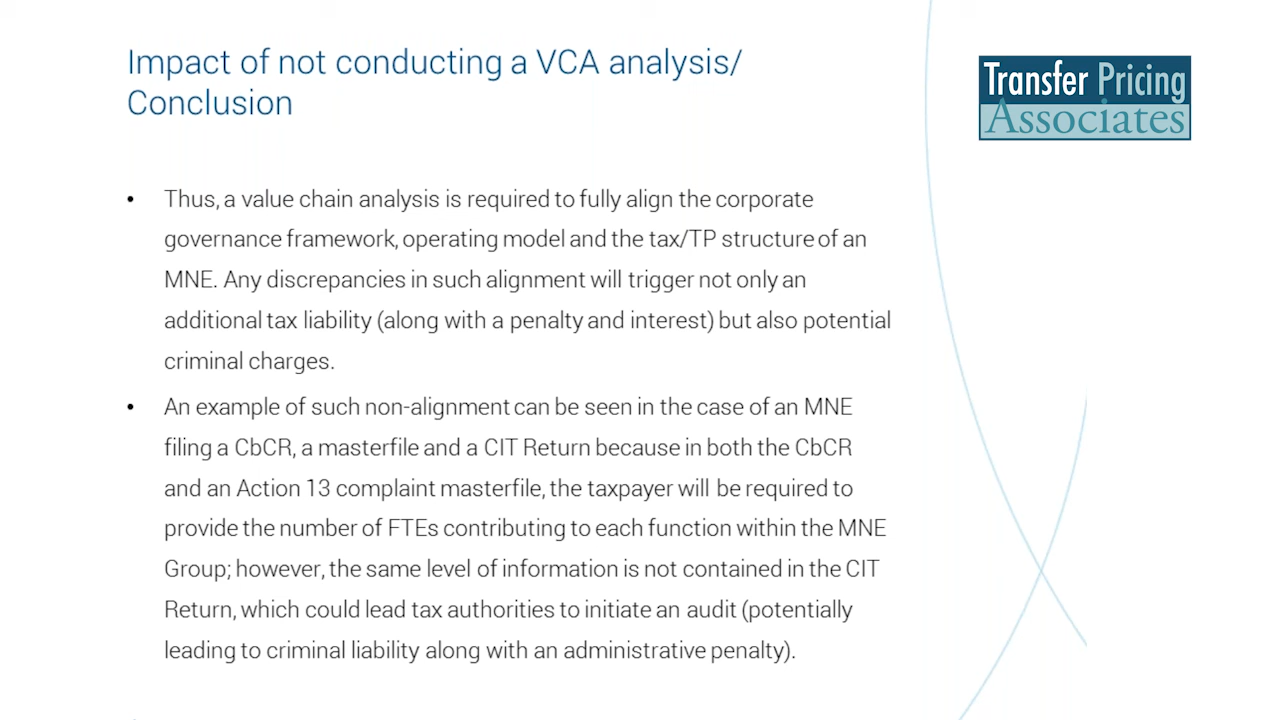 Impact of not conducting a VCA analysis/
Conclusion
Transfer Pricing
Associates
• Thus, a value chain analysis is required to fully align the corporate
governance framework, operating model and the tax/TP structure of an
MNE. Any discrepancies in such alignment will trigger not only an
additional tax liability (along with a penalty and interest) but also potential
criminal charges.
• An example of such non-alignment can be seen in the case of an MNE
filing a CbCR, a masterfile and a CIT Return because in both the CbCR
and an Action 13 complaint masterfile, the taxpayer will be required to
provide the number of FTEs contributing to each function within the MNE
Group; however, the same level of information is not contained in the CIT
Return, which could lead tax authorities to initiate an audit (potentially
leading to criminal liability along with an administrative penalty).